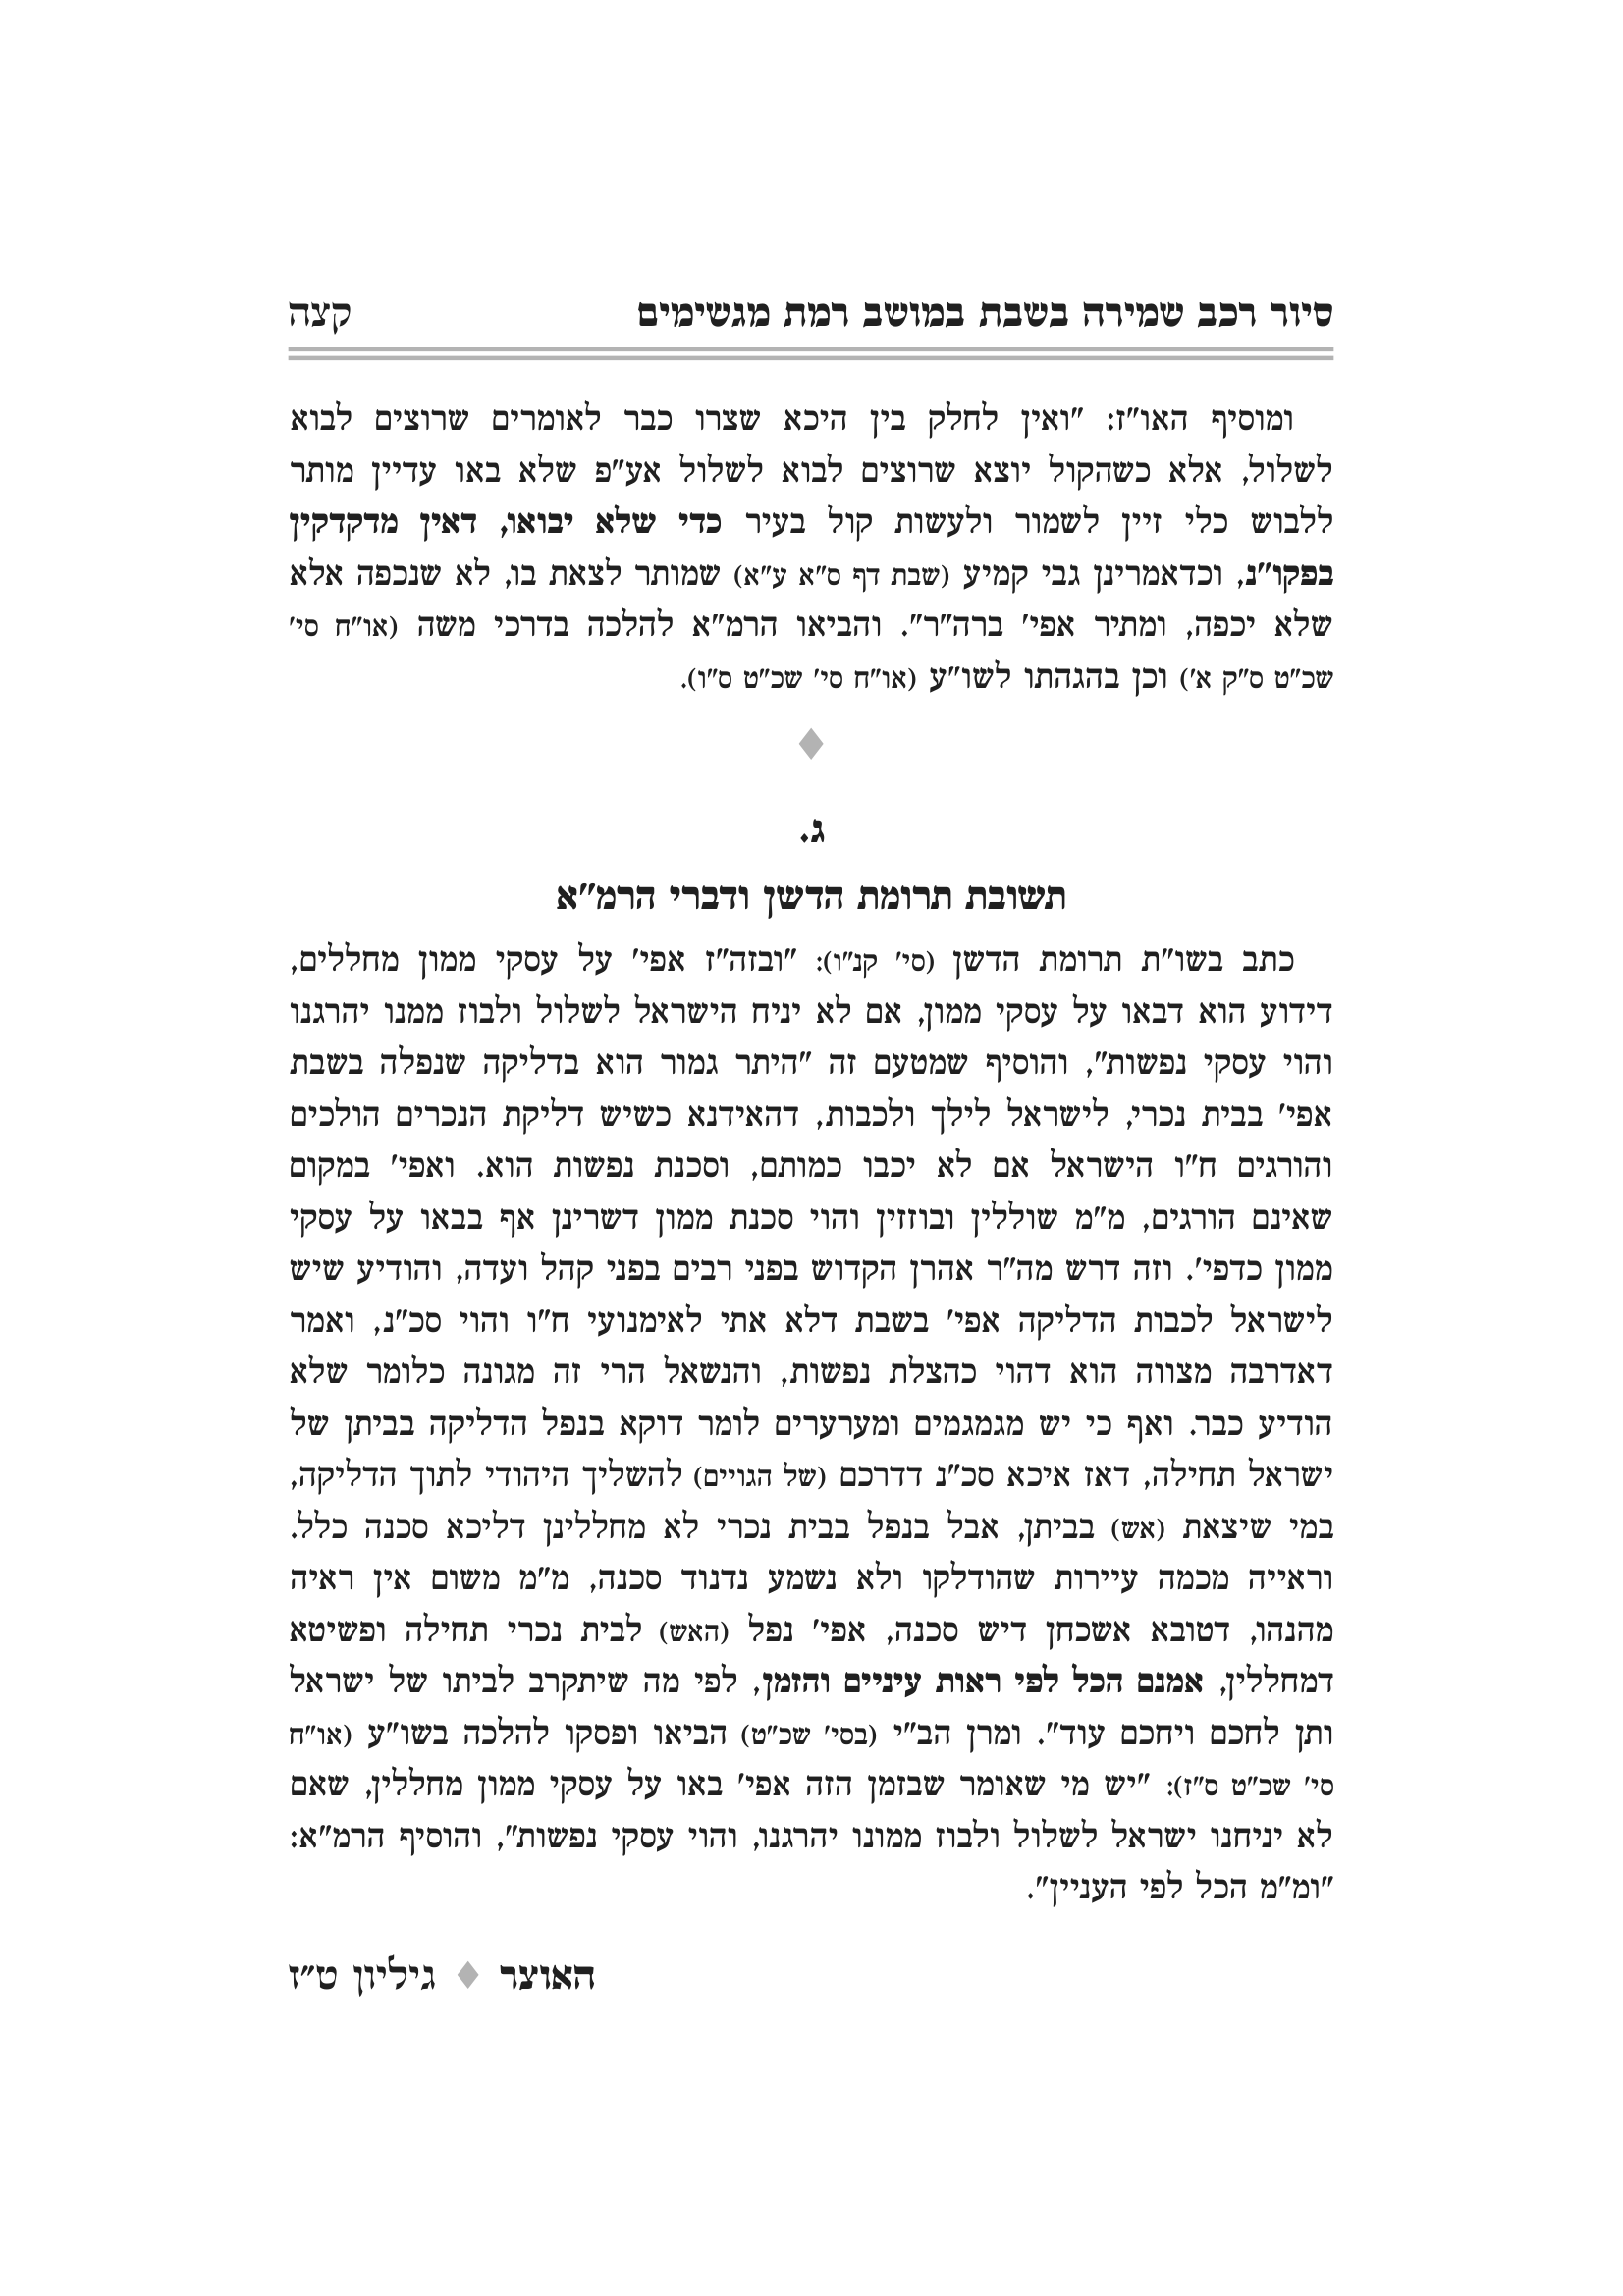 סיור רכב שמירה בשבת במושב רמת מגשימים קצה
ומוסיף האו"ז: "ואין לחלק בין היכא שצרו כבר לאומרים שרוצים לבוא
לשלול, אלא כשהקול יוצא שרוצים לבוא לשלול אע"פ שלא באו עדיין מותר
ללבוש כלי זיין לשמור ולעשות קול בעיר כדי שלא יבואו, דאין מדקדקין
בפקו"נ, וכדאמרינן גבי קמיע (שבת דף ס"א ע"א) שמותר לצאת בו, לא שנכפה אלא
שלא יכפה, ומתיר אפי' ברה"ר". והביאו הרמ"א להלכה בדרכי משה (או"ח סי'
שכ"ט ס"ק א') וכן בהגהתו לשו"ע (או"ח סי' שכ"ט ס"ו).
ג.
תשובת תרומת הדשן ודברי הרמ"א
כתב בשו"ת תרומת הדשן (סי' קנ"ו): "ובזה"ז אפי' על עסקי ממון מחללים,
דידוע הוא דבאו על עסקי ממון, אם לא יניח הישראל לשלול ולבוז ממנו יהרגנו
והוי עסקי נפשות", והוסיף שמטעם זה "היתר גמור הוא בדליקה שנפלה בשבת
אפי' בבית נכרי, לישראל לילך ולכבות, דהאידנא כשיש דליקת הנכרים הולכים
והורגים ח"ו הישראל אם לא יכבו כמותם, וסכנת נפשות הוא. ואפי' במקום
שאינם הורגים, מ"מ שוללין ובוזזין והוי סכנת ממון דשרינן אף בבאו על עסקי
ממון כדפי'. וזה דרש מה"ר אהרן הקדוש בפני רבים בפני קהל ועדה, והודיע שיש
לישראל לכבות הדליקה אפי' בשבת דלא אתי לאימנועי ח"ו והוי סכ"נ, ואמר
דאדרבה מצווה הוא דהוי כהצלת נפשות, והנשאל הרי זה מגונה כלומר שלא
הודיע כבר. ואף כי יש מגמגמים ומערערים לומר דוקא בנפל הדליקה בביתן של
ישראל תחילה, דאז איכא סכ"נ דדרכם (של הגויים) להשליך היהודי לתוך הדליקה,
במי שיצאת (אש) בביתן, אבל בנפל בבית נכרי לא מחללינן דליכא סכנה כלל.
וראייה מכמה עיירות שהודלקו ולא נשמע נדנוד סכנה, מ"מ משום אין ראיה
מהנהו, דטובא אשכחן דיש סכנה, אפי' נפל (האש) לבית נכרי תחילה ופשיטא
דמחללין, אמנם הכל לפי ראות עיניים והזמן, לפי מה שיתקרב לביתו של ישראל
ותן לחכם ויחכם עוד". ומרן הב"י (בסי' שכ"ט) הביאו ופסקו להלכה בשו"ע (או"ח
סי' שכ"ט ס"ז): "יש מי שאומר שבזמן הזה אפי' באו על עסקי ממון מחללין, שאם
לא יניחנו ישראל לשלול ולבוז ממונו יהרגנו, והוי עסקי נפשות", והוסיף הרמ"א:
"ומ"מ הכל לפי העניין".
האוצר ♦ גיליון ט"ז